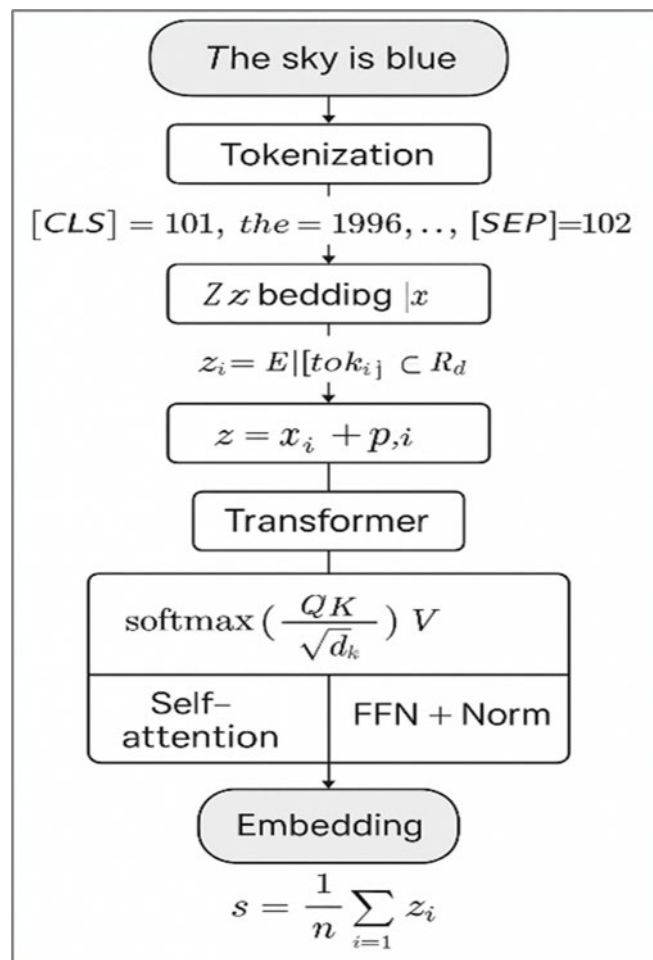 The sky is blue
Tokenization
[CLS] = 101, the = 1996,.., [SEP]=102
Z z bedding |x
z_i = E|[tok_i] ⊂ R_d
z = x_i + p,i
Transformer
softmax ( QK / √d_k ) V
Self-
attention
FFN + Norm
Embedding
s = 1/n ∑_{i=1} z_i